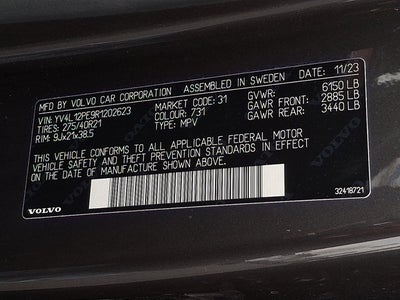 MFD BY VOLVO CAR CORPORATION ASSEMBLED IN SWEDEN DATE: 11/23
VIN: YV4L12PE9R1202623 MARKET CODE: 31 GVWR: 6150 LB
TIRES: 275/40R21 COLOUR: 731 GAWR FRONT: 2885 LB
RIM: 9Jx21x38.5 TYPE: MPV GAWR REAR: 3440 LB
THIS VEHICLE CONFORMS TO ALL APPLICABLE FEDERAL MOTOR
VEHICLE SAFETY AND THEFT PREVENTION STANDARDS IN EFFECT
ON THE DATE OF MANUFACTURE SHOWN ABOVE.
VOLVO
32418721